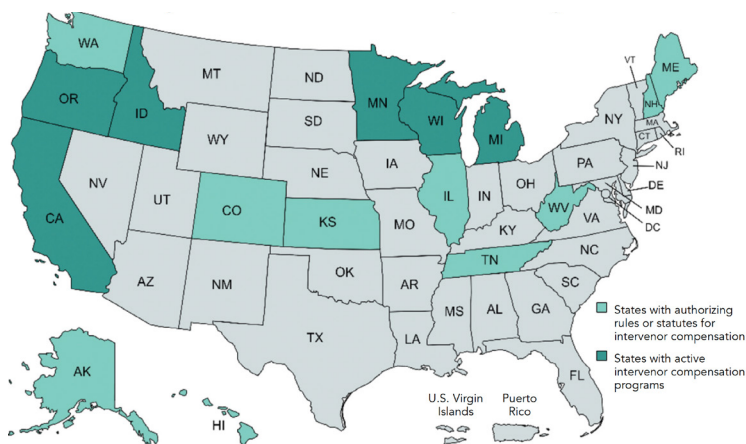 WA
MT
ND
MN
VT
ME
OR
ID
SD
WI
MI
NH
NY
MA
WY
CT
RI
IA
PA
NJ
NE
NV
UT
IL
IN
OH
DE
CO
WV
MD
CA
KS
MO
KY
VA
DC
TN
NC
AZ
NM
OK
AR
SC
MS
AL
GA
TX
LA
States with authorizing
rules or statutes for
intervenor compensation
States with active
intervenor compensation
programs
AK
FL
HI
U.S. Virgin
Islands
Puerto
Rico